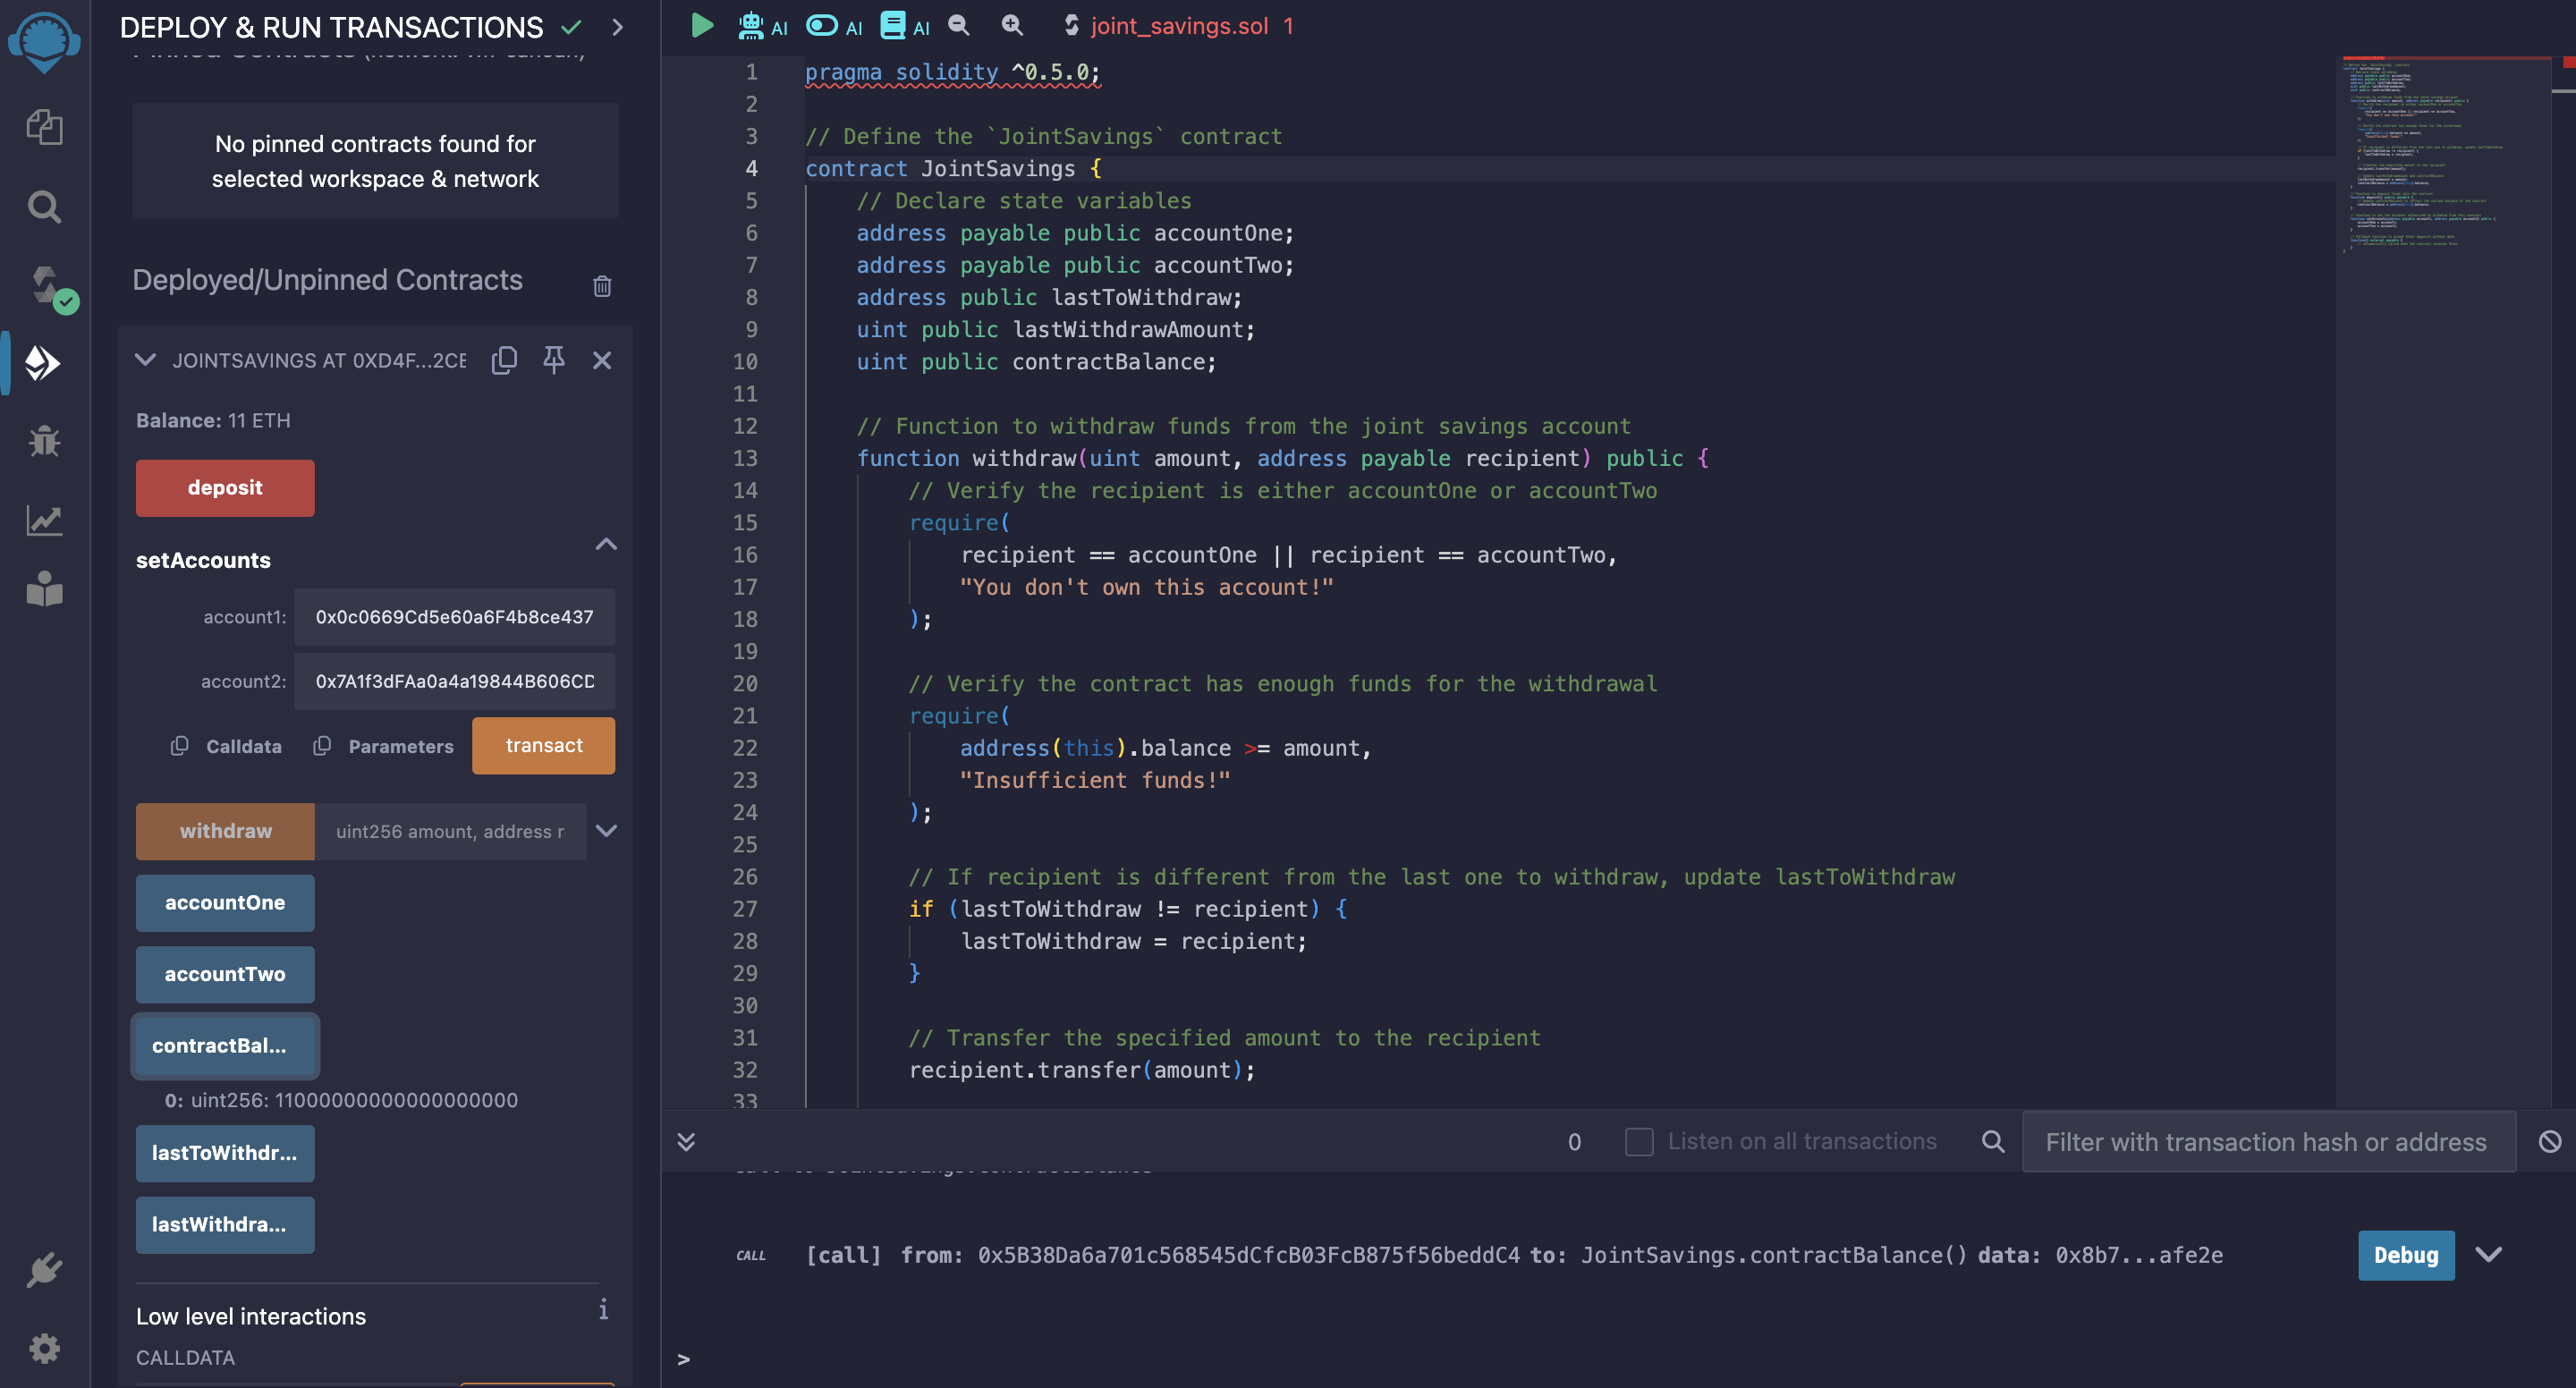 DEPLOY & RUN TRANSACTIONS
No pinned contracts found for
selected workspace & network
Deployed/Unpinned Contracts
JOINTSAVINGS AT 0XD4F...2CE
Balance: 11 ETH
deposit
setAccounts
account1: 0x0c0669Cd5e60a6F4b8ce437
account2: 0x7A1f3dFAa0a4a19844B606CD
Calldata Parameters transact
withdraw uint256 amount, address r
accountOne
accountTwo
contractBal...
0: uint256: 11000000000000000000
lastToWithdr...
lastWithdra...
Low level interactions i
CALLDATA
AI AI AI joint_savings.sol 1
1 pragma solidity ^0.5.0;
2
3 // Define the `JointSavings` contract
4 contract JointSavings {
5 // Declare state variables
6 address payable public accountOne;
7 address payable public accountTwo;
8 address public lastToWithdraw;
9 uint public lastWithdrawAmount;
10 uint public contractBalance;
11
12 // Function to withdraw funds from the joint savings account
13 function withdraw(uint amount, address payable recipient) public {
14 // Verify the recipient is either accountOne or accountTwo
15 require(
16 recipient == accountOne || recipient == accountTwo,
17 "You don't own this account!"
18 );
19
20 // Verify the contract has enough funds for the withdrawal
21 require(
22 address(this).balance >= amount,
23 "Insufficient funds!"
24 );
25
26 // If recipient is different from the last one to withdraw, update lastToWithdraw
27 if (lastToWithdraw != recipient) {
28 lastToWithdraw = recipient;
29 }
30
31 // Transfer the specified amount to the recipient
32 recipient.transfer(amount);
33
0 Listen on all transactions Filter with transaction hash or address
CALL [call] from: 0x5B38Da6a701c568545dCfcB03FcB875f56beddC4 to: JointSavings.contractBalance() data: 0x8b7...afe2e Debug
>